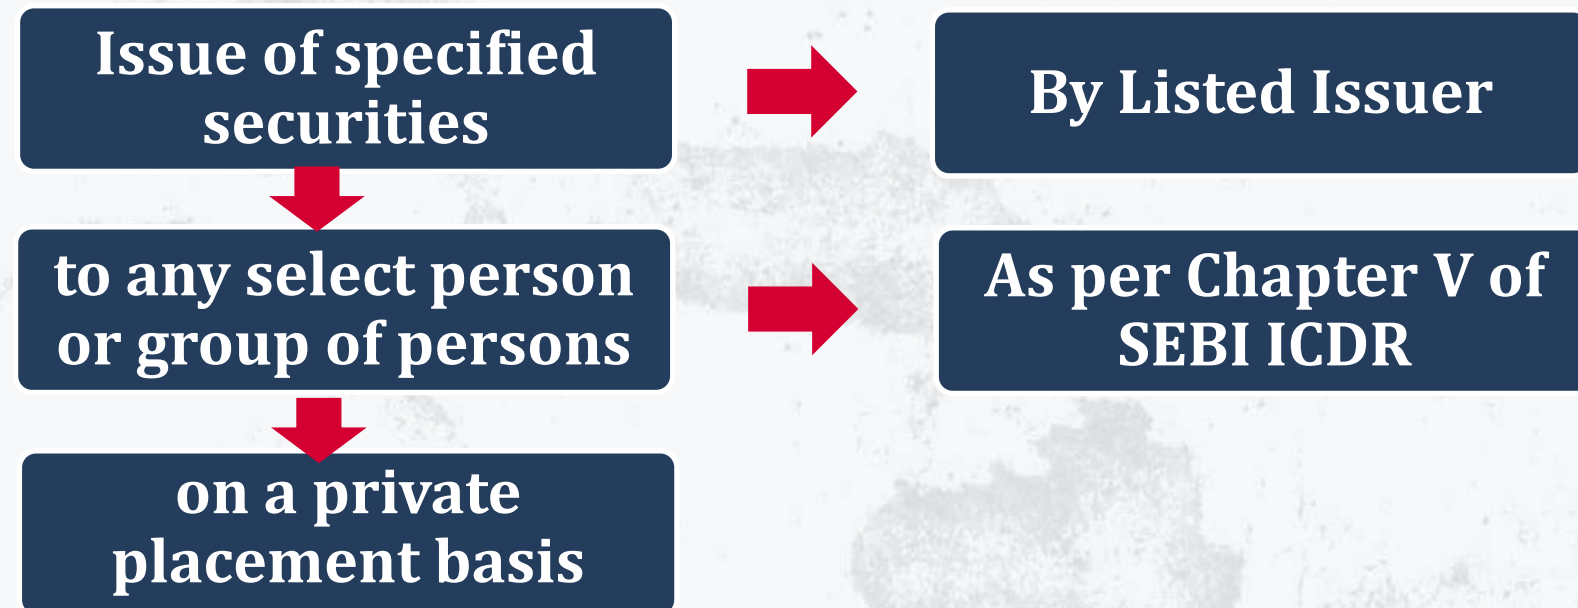 Issue of specified
securities
By Listed Issuer
to any select person
or group of persons
As per Chapter V of
SEBI ICDR
on a private
placement basis